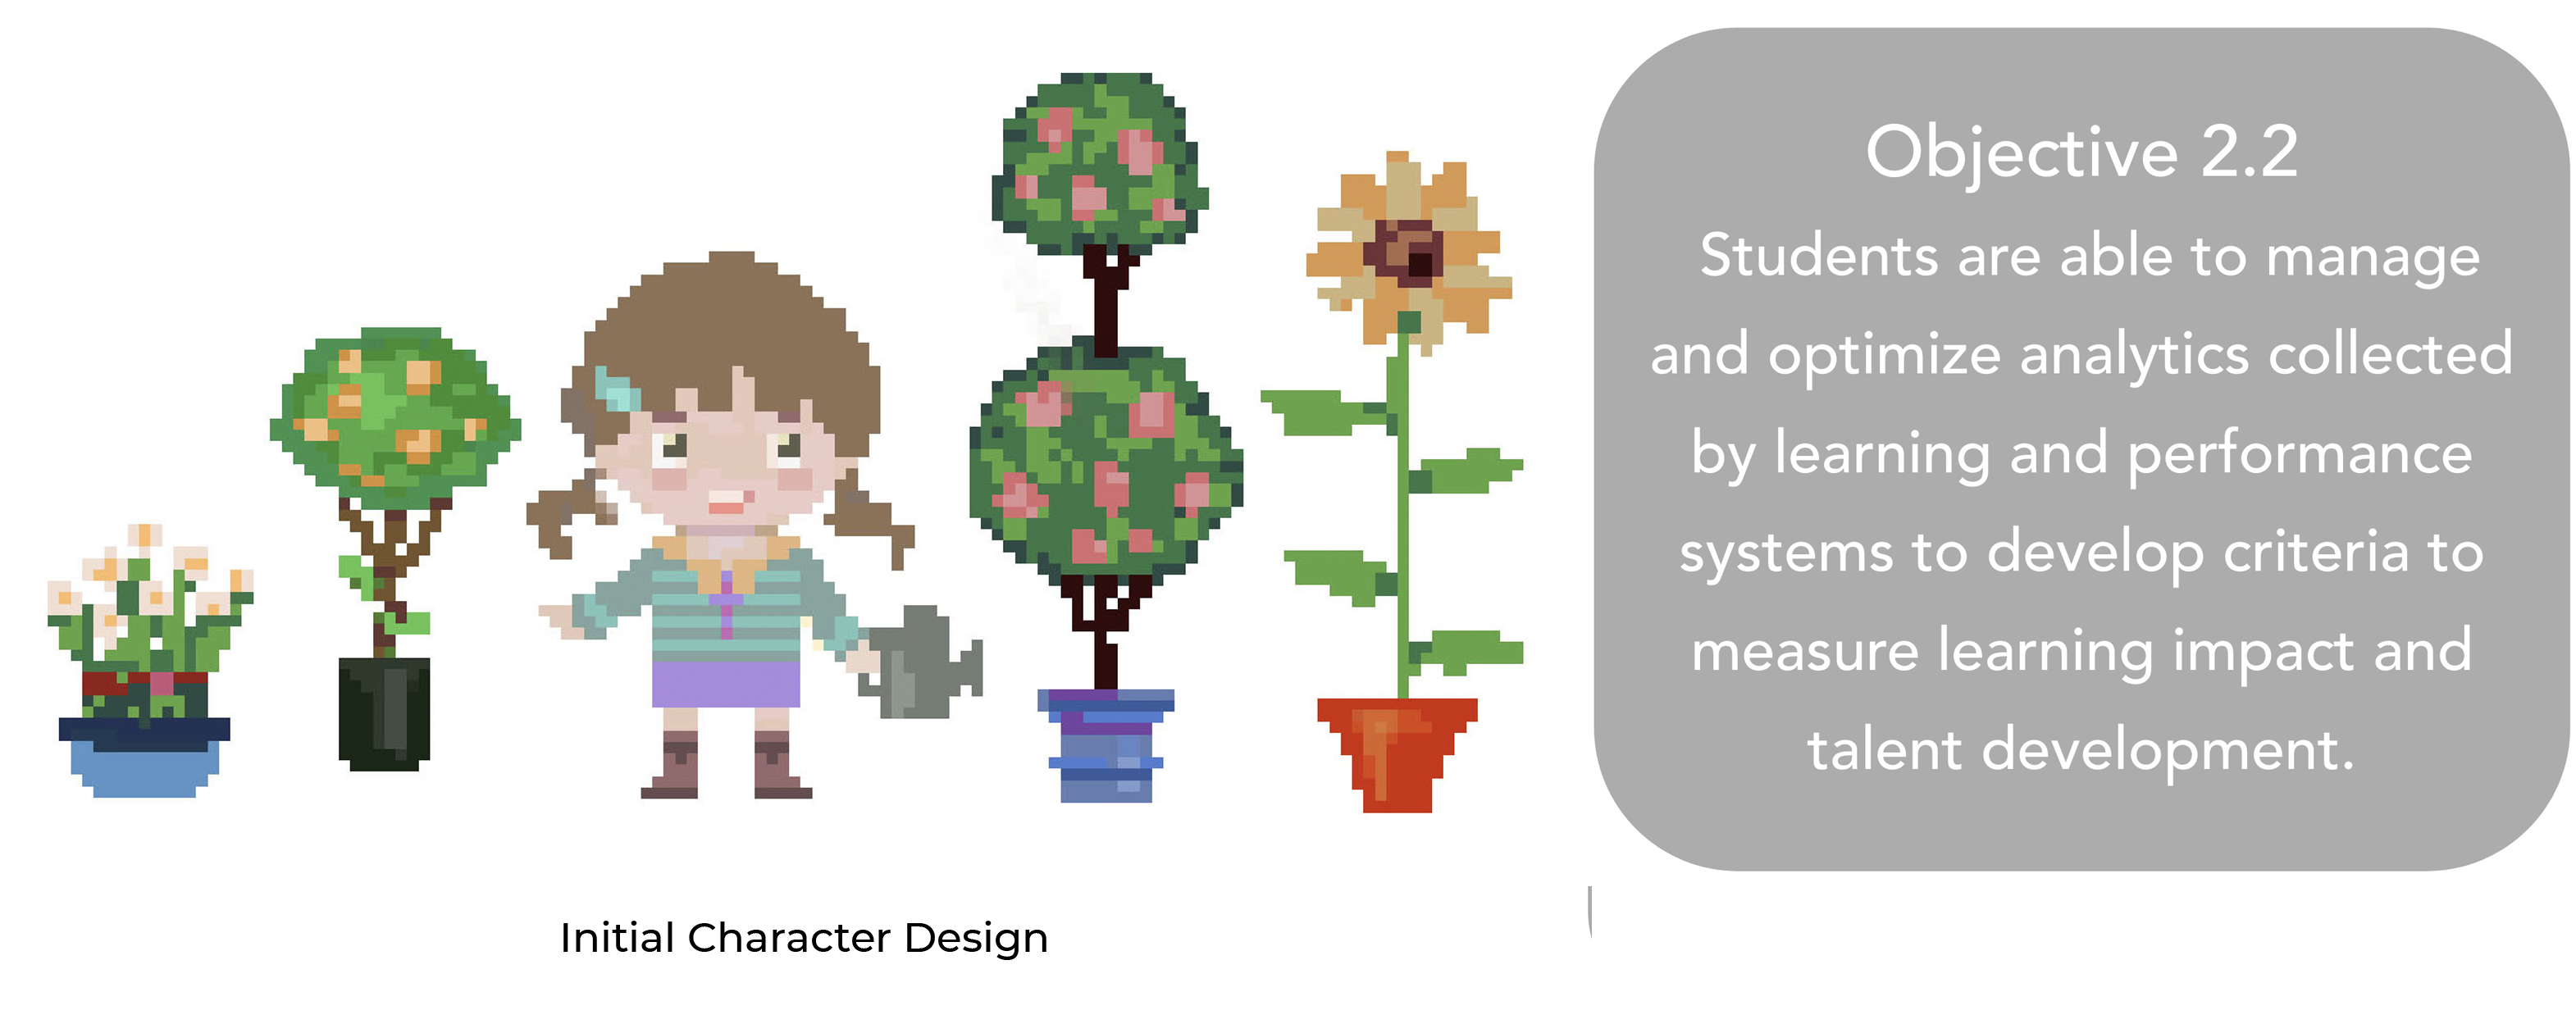 Objective 2.2
Students are able to manage
and optimize analytics collected
by learning and performance
systems to develop criteria to
measure learning impact and
talent development.
Initial Character Design